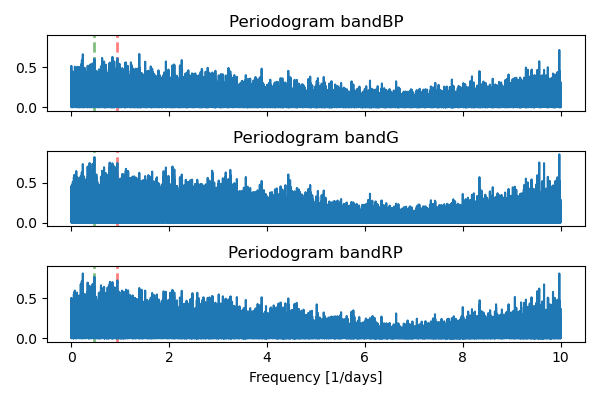 Periodogram bandBP
0.5
0.0
Periodogram bandG
0.5
0.0
Periodogram bandRP
0.5
0.0
0 2 4 6 8 10
Frequency [1/days]